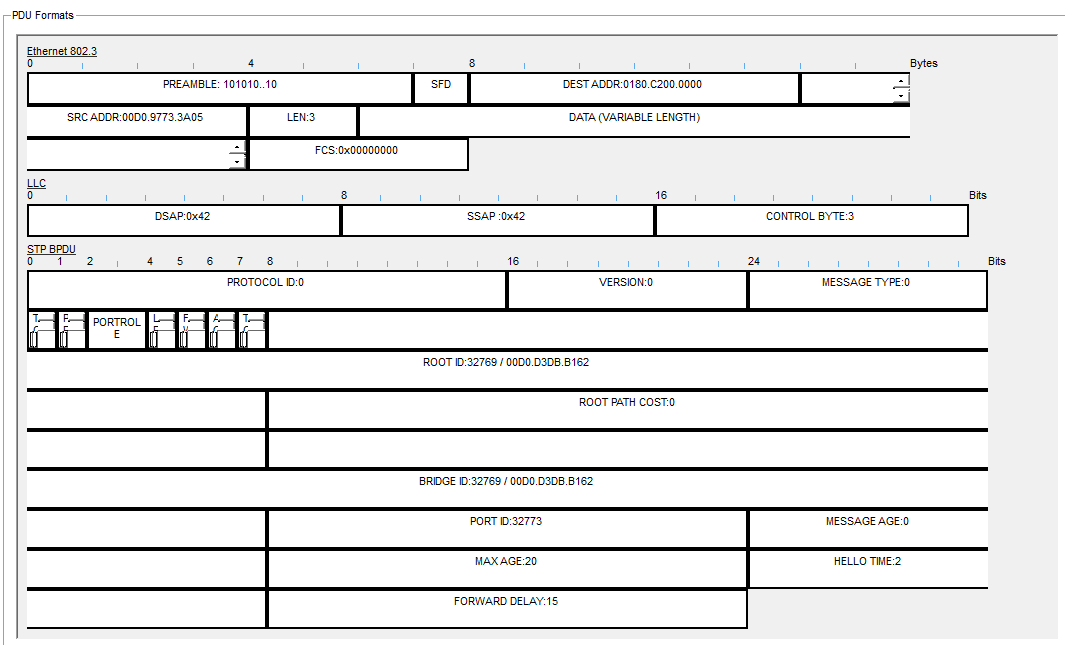 PDU Formats
Ethernet 802.3
0 4 8 Bytes
PREAMBLE: 101010..10 SFD DEST ADDR:0180.C200.0000
SRC ADDR:00D0.9773.3A05 LEN:3 DATA (VARIABLE LENGTH)
FCS:0x00000000
LLC
0 8 16 Bits
DSAP:0x42 SSAP :0x42 CONTROL BYTE:3
STP BPDU
0 1 2 4 5 6 7 8 16 24 Bits
PROTOCOL ID:0 VERSION:0 MESSAGE TYPE:0
PORTROL
E
ROOT ID:32769 / 00D0.D3DB.B162
ROOT PATH COST:0
BRIDGE ID:32769 / 00D0.D3DB.B162
PORT ID:32773 MESSAGE AGE:0
MAX AGE:20 HELLO TIME:2
FORWARD DELAY:15